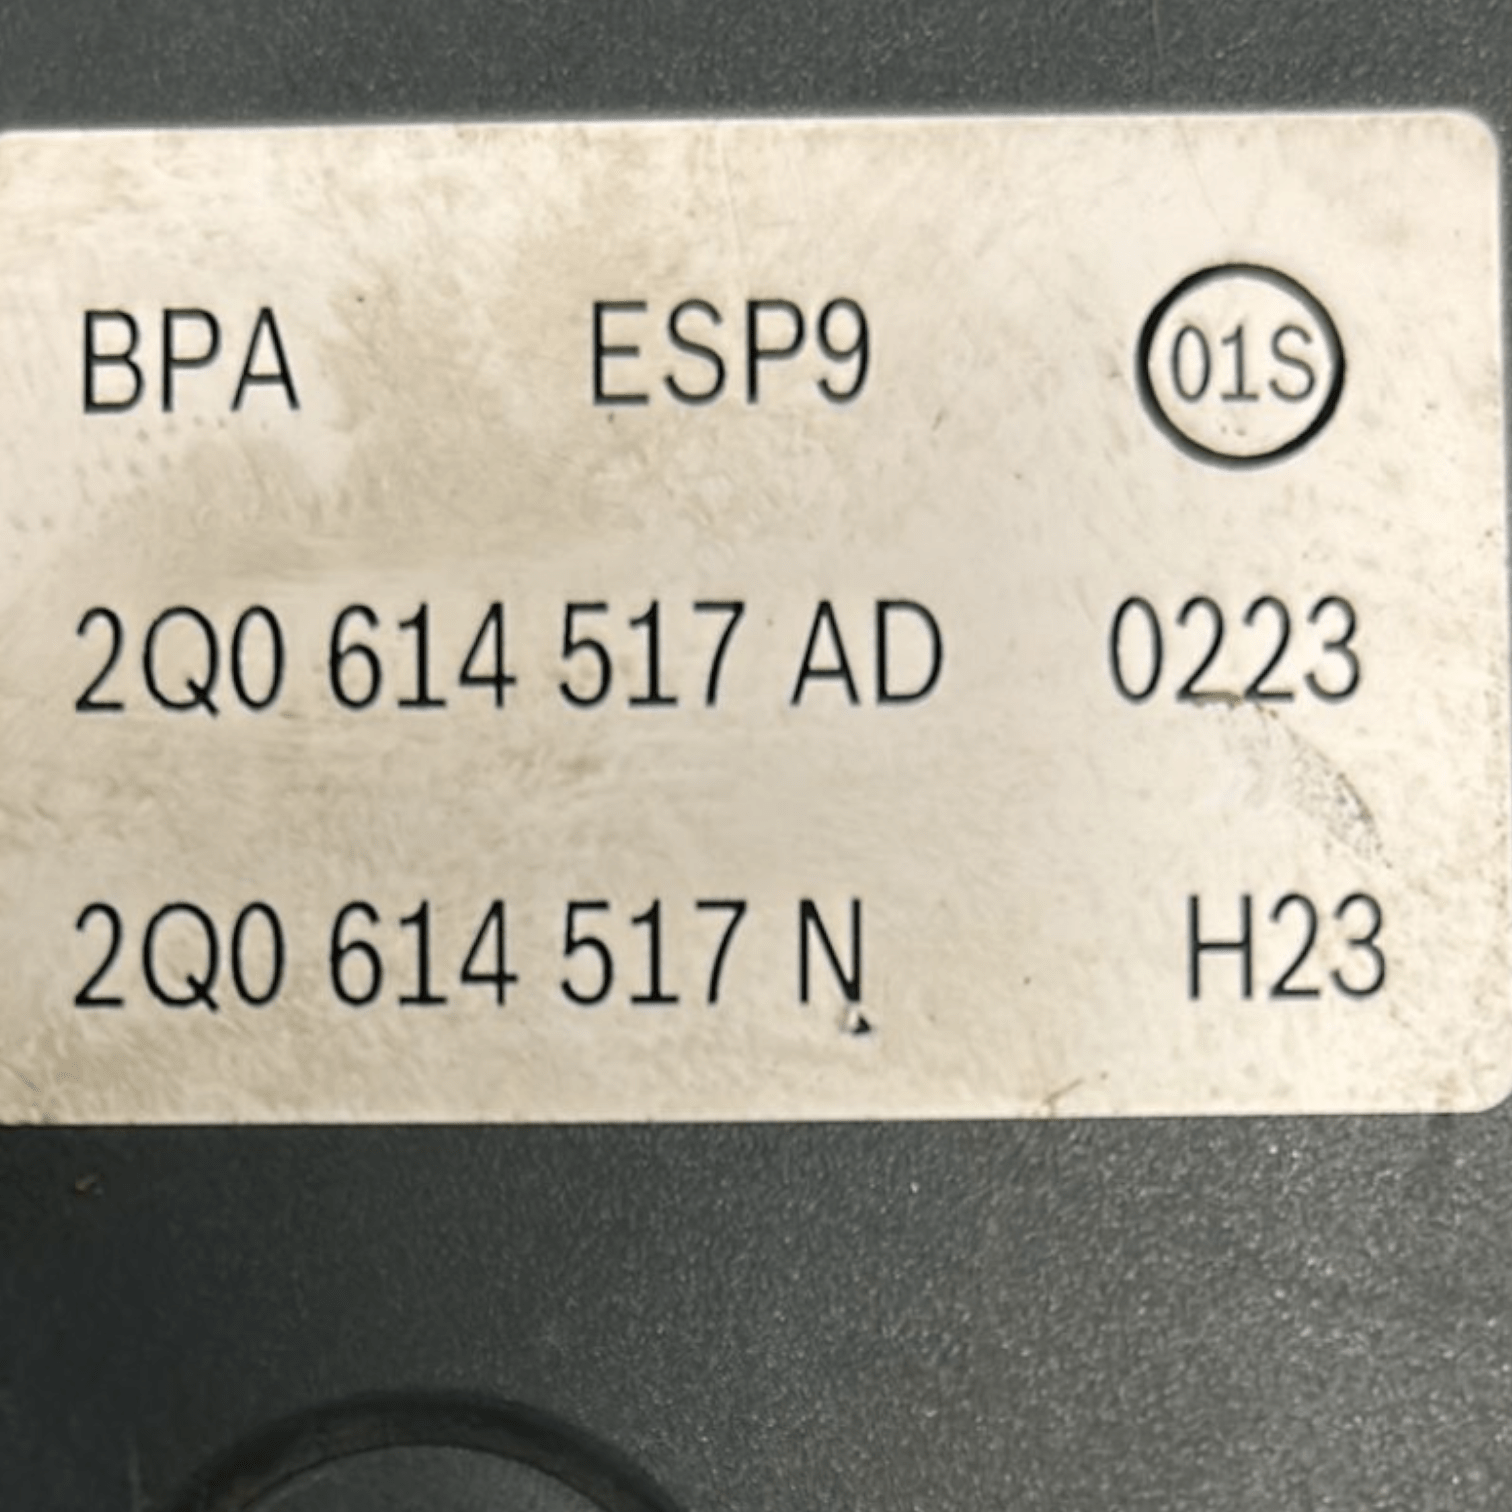 BPA ESP9 01S
2Q0 614 517 AD 0223
2Q0 614 517 N H23